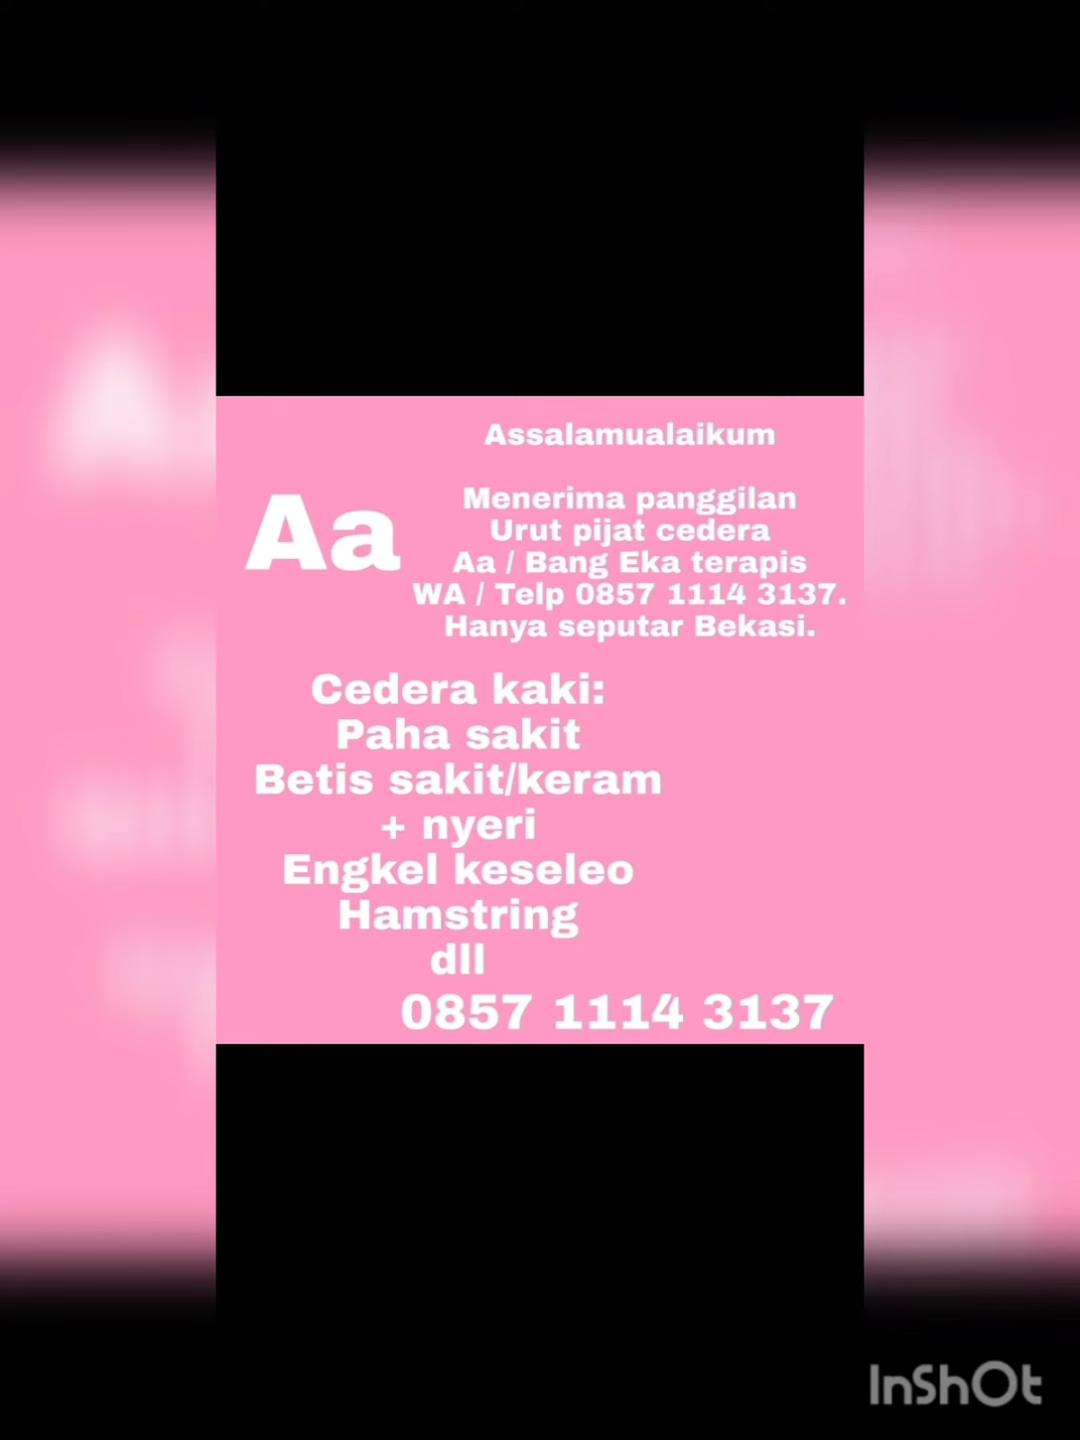 Assalamualaikum
Aa
Menerima panggilan
Urut pijat cedera
Aa / Bang Eka terapis
WA / Telp 0857 1114 3137.
Hanya seputar Bekasi.
Cedera kaki:
Paha sakit
Betis sakit/keram
+ nyeri
Engkel keseleo
Hamstring
dll
0857 1114 3137
InShOt